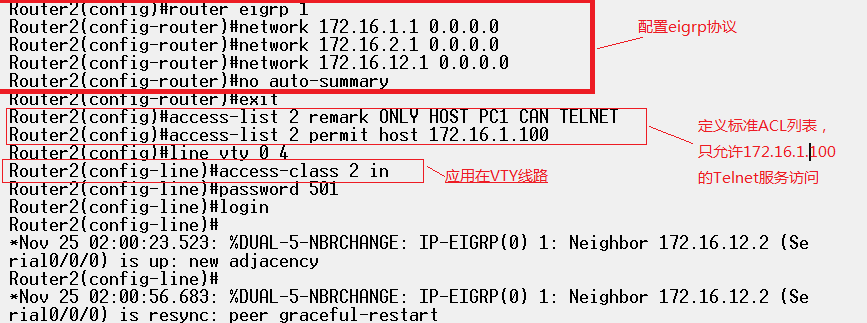 Router2(config)#router eigrp 1
Router2(config-router)#network 172.16.1.1 0.0.0.0
Router2(config-router)#network 172.16.2.1 0.0.0.0
Router2(config-router)#network 172.16.12.1 0.0.0.0
Router2(config-router)#no auto-summary
Router2(config-router)#exit
Router2(config)#access-list 2 remark ONLY HOST PC1 CAN TELNET
Router2(config)#access-list 2 permit host 172.16.1.100
Router2(config)#line vty 0 4
Router2(config-line)#access-class 2 in
Router2(config-line)#password 501
Router2(config-line)#login
Router2(config-line)#
*Nov 25 02:00:23.523: %DUAL-5-NBRCHANGE: IP-EIGRP(0) 1: Neighbor 172.16.12.2 (Se
rial0/0/0) is up: new adjacency
Router2(config-line)#
*Nov 25 02:00:56.683: %DUAL-5-NBRCHANGE: IP-EIGRP(0) 1: Neighbor 172.16.12.2 (Se
rial0/0/0) is resync: peer graceful-restart
配置eigrp协议
定义标准ACL列表，
只允许172.16.1.100
的Telnet服务访问
应用在VTY线路